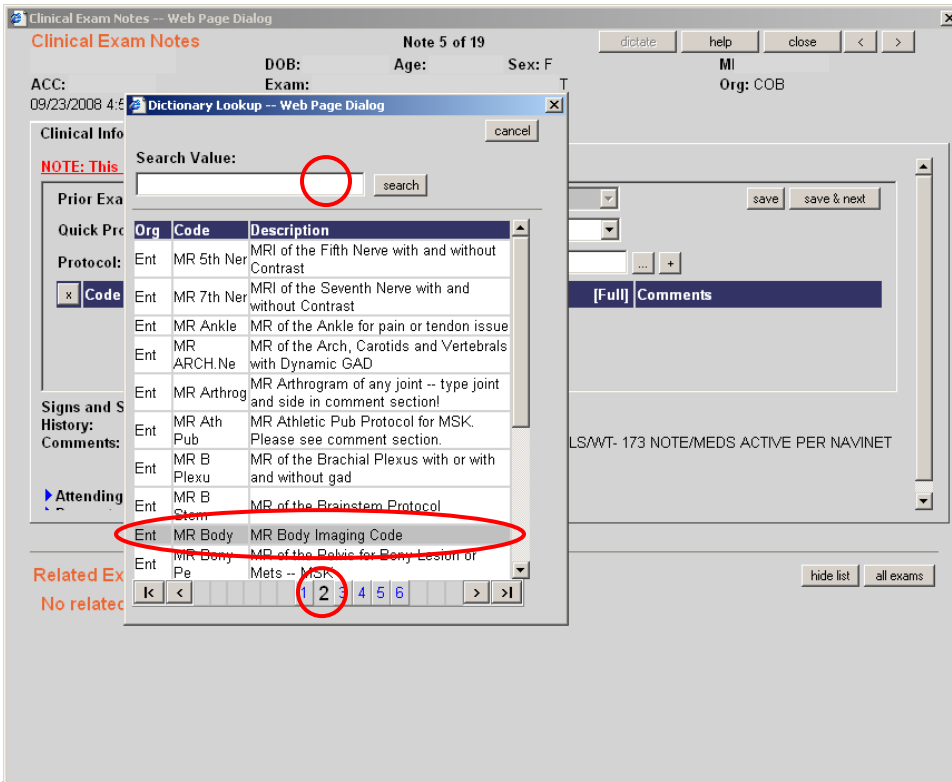 Clinical Exam Notes -- Web Page Dialog
Clinical Exam Notes
Note 5 of 19
dictate
help
close
<
>
DOB:
Age:
Sex: F
MI
ACC:
Exam:
T
Org: COB
09/23/2008 4:5
Dictionary Lookup -- Web Page Dialog
cancel
Clinical Info
Search Value:
search
NOTE: This
Prior Exa
save
save & next
Quick Pro
Protocol:
...
+
x
Code
[Full]
Comments
Org Code Description
Ent MR 5th Ner MRI of the Fifth Nerve with and without
Contrast
Ent MR 7th Ner MRI of the Seventh Nerve with and
without Contrast
Ent MR Ankle MR of the Ankle for pain or tendon issue
Ent MR ARCH.Ne MR of the Arch, Carotids and Vertebrals
with Dynamic GAD
Ent MR Arthrog MR Arthrogram of any joint -- type joint
and side in comment section!
Ent MR Ath Pub MR Athletic Pub Protocol for MSK.
Please see comment section.
Ent MR B Plexu MR of the Brachial Plexus with or with
and without gad
Ent MR B Stem MR of the Brainstem Protocol
Ent MR Body MR Body Imaging Code
Ent MR Bony Pe MR of the Pelvis for Bony Lesion or
Mets -- MSK
1 2 3 4 5 6
Signs and S
History:
Comments:
LS/WT- 173 NOTE/MEDS ACTIVE PER NAVINET
Attending
Related Ex
hide list
all exams
No related